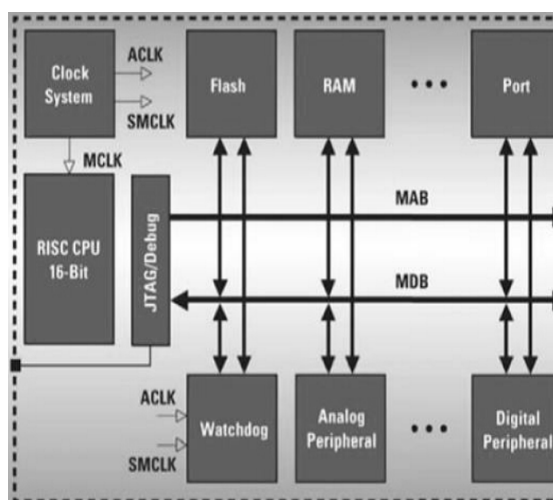 Clock
System
ACLK
SMCLK
MCLK
Flash
RAM
Port
RISC CPU
16-Bit
JTAG/Debug
MAB
MDB
ACLK
SMCLK
Watchdog
Analog
Peripheral
Digital
Peripheral